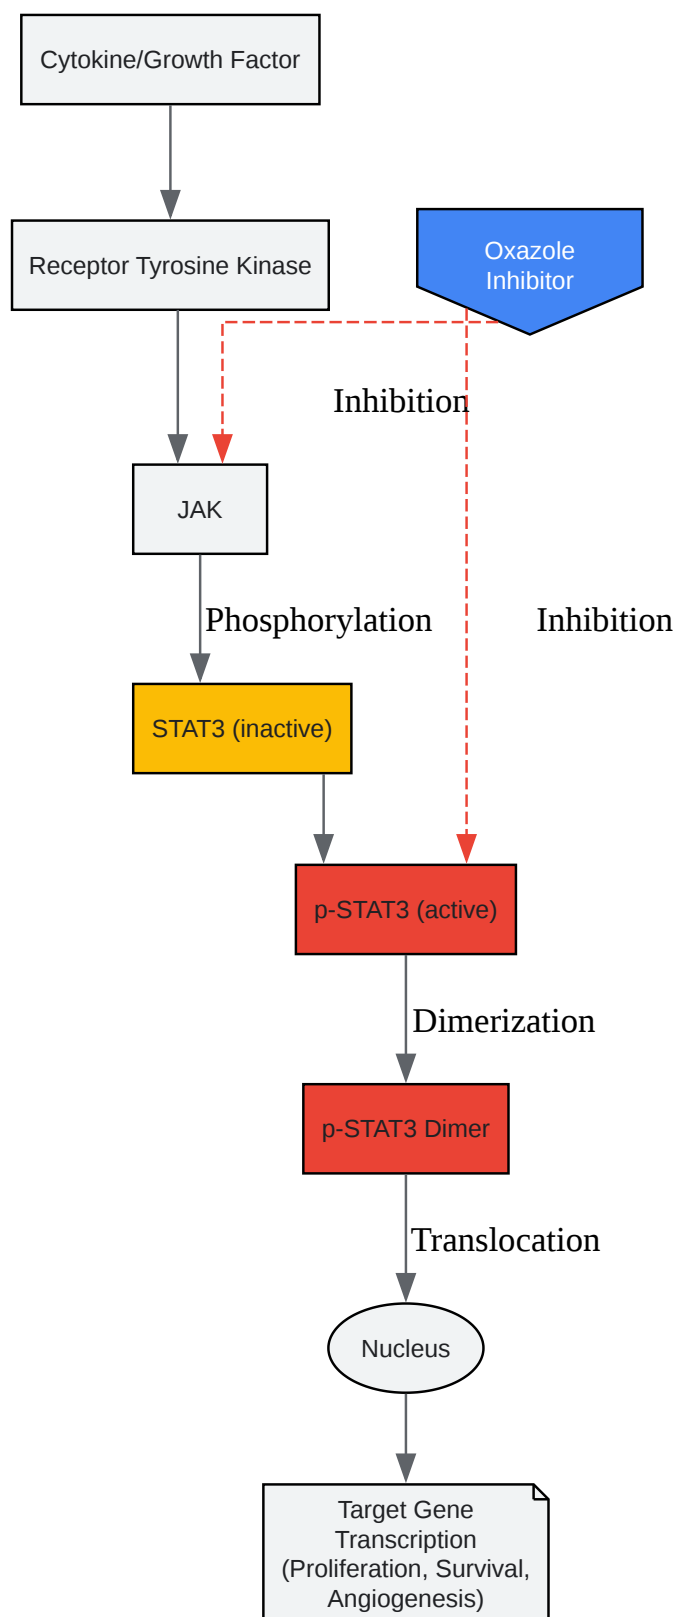 Cytokine/Growth Factor
Receptor Tyrosine Kinase
Oxazole
Inhibitor
Inhibition
JAK
Phosphorylation
Inhibition
STAT3 (inactive)
p-STAT3 (active)
Dimerization
p-STAT3 Dimer
Translocation
Nucleus
Target Gene
Transcription
(Proliferation, Survival,
Angiogenesis)